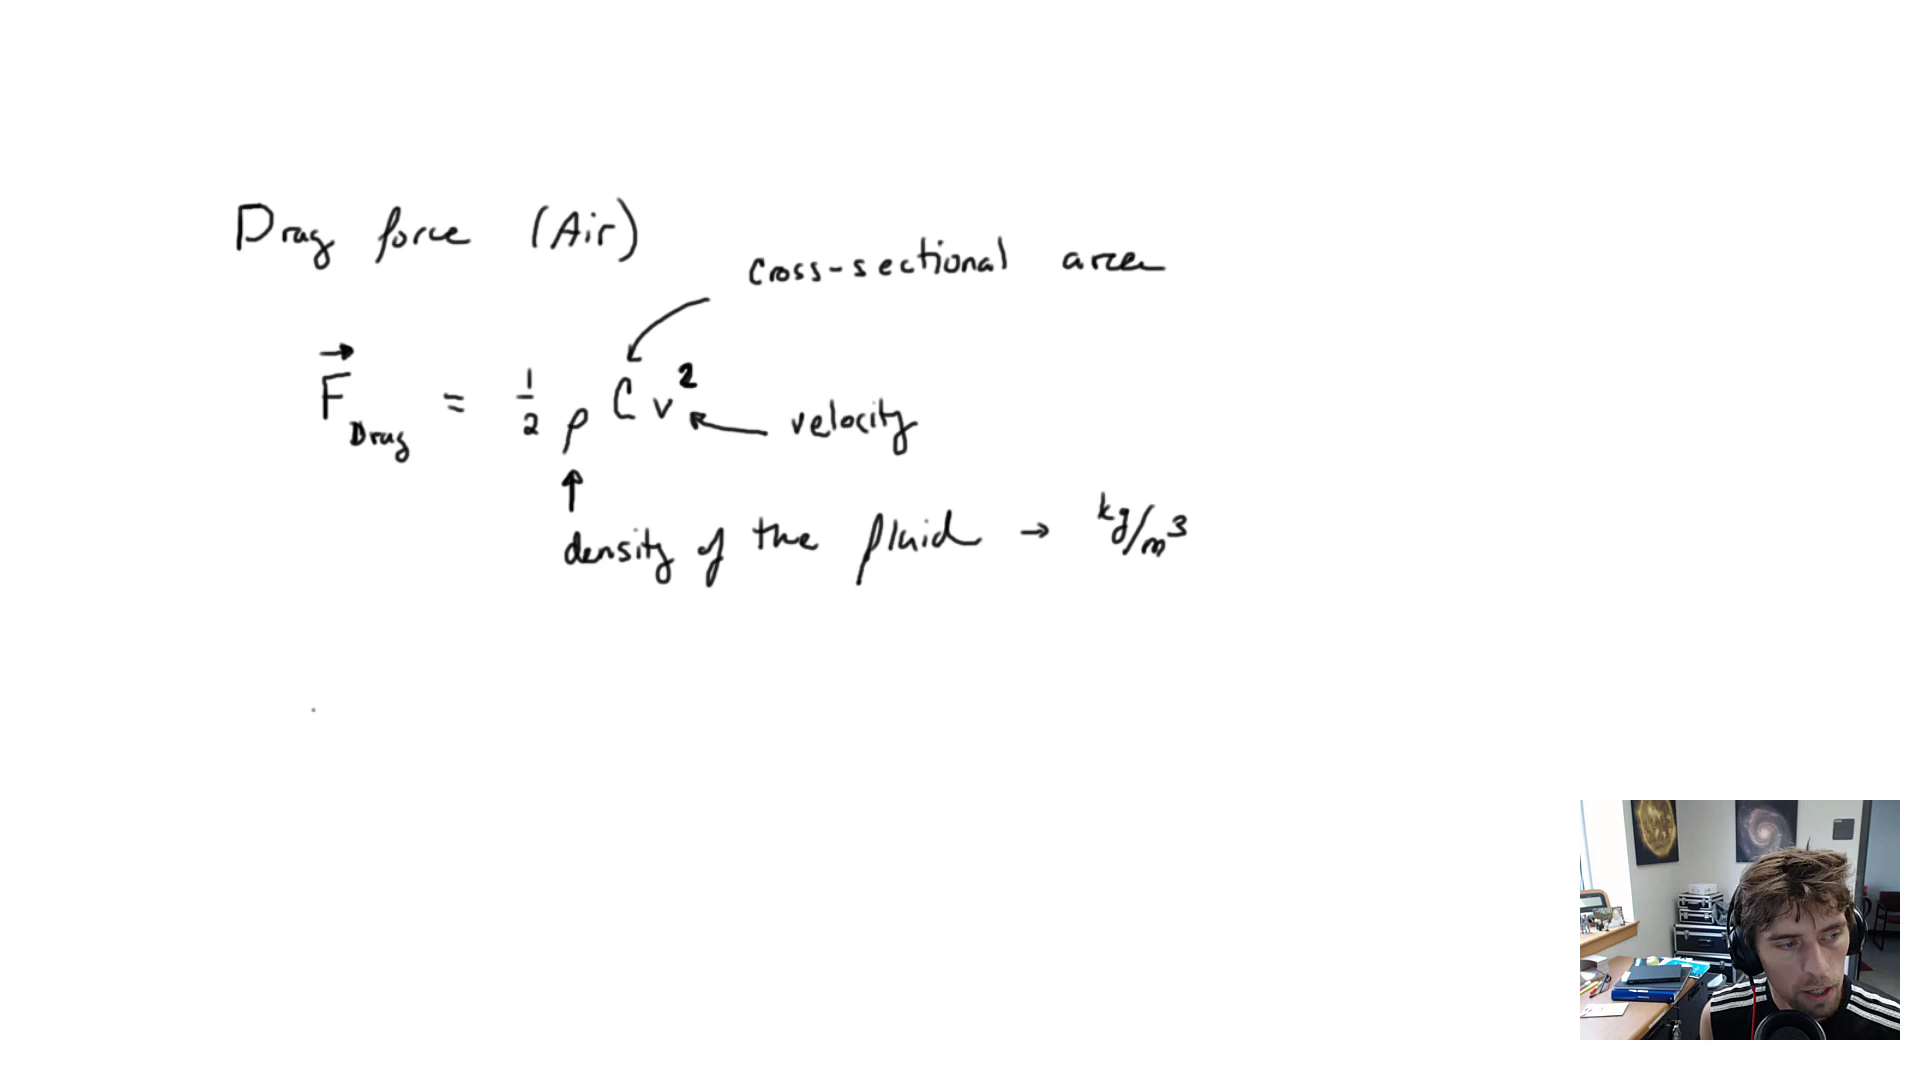 Drag force (Air)
cross-sectional area
F⃗ Drag = 1/2 ρ C v²
velocity
density of the fluid → kg/m³